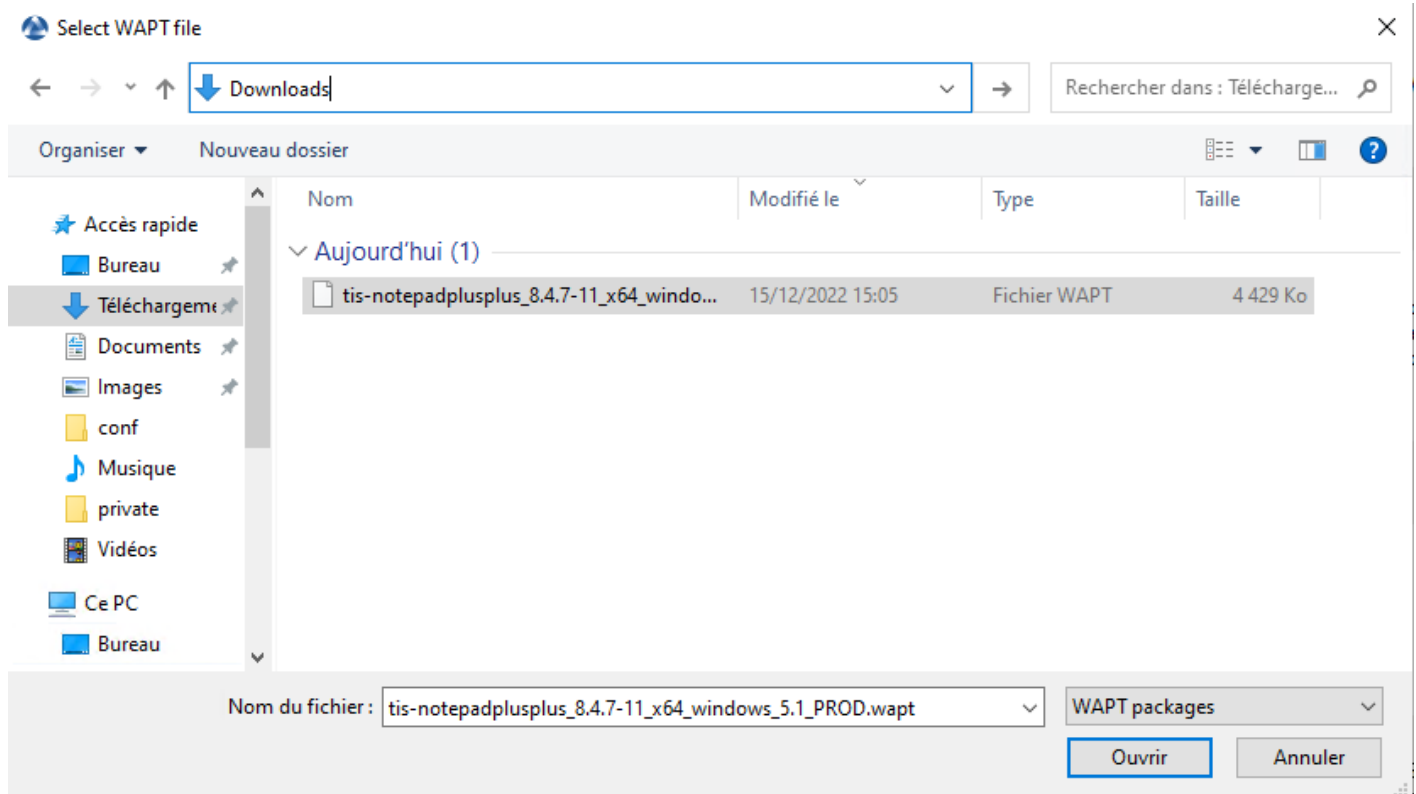 Select WAPT file
Downloads
Rechercher dans : Télécharge...
Organiser
Nouveau dossier
?
Nom Modifié le Type Taille
Accès rapide
Bureau
Téléchargeme
Documents
Images
conf
Musique
private
Vidéos
Ce PC
Bureau
Aujourd'hui (1)
tis-notepadplusplus_8.4.7-11_x64_windo... 15/12/2022 15:05 Fichier WAPT 4 429 Ko
Nom du fichier : tis-notepadplusplus_8.4.7-11_x64_windows_5.1_PROD.wapt WAPT packages
Ouvrir Annuler